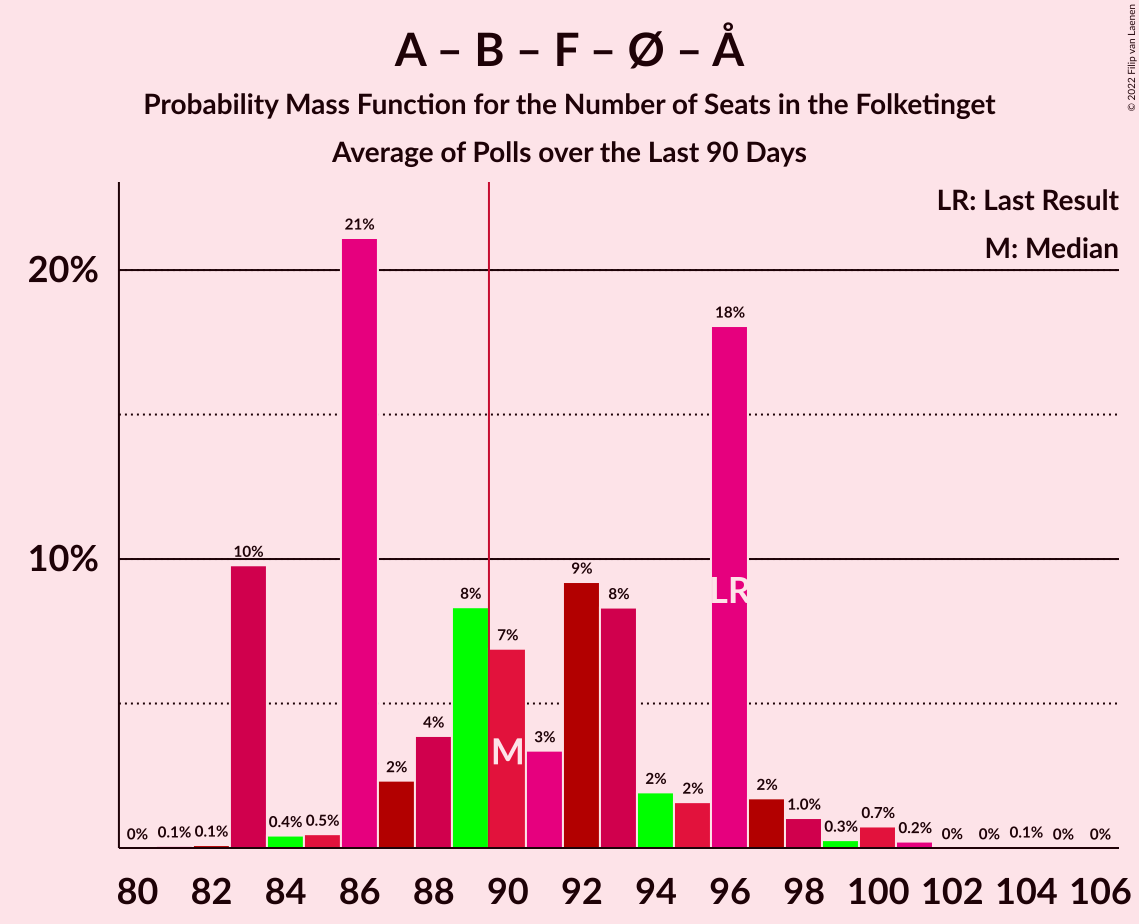 A – B – F – Ø – Å
Probability Mass Function for the Number of Seats in the Folketinget
Average of Polls over the Last 90 Days
© 2022 Filip van Laenen
LR: Last Result
M: Median
20%
10%
0% 0.1% 0.1% 10% 0.4% 0.5% 21% 2% 4% 8% 7% 3% 9% 8% 2% 2% 18% 2% 1.0% 0.3% 0.7% 0.2% 0% 0% 0.1% 0% 0%
LR
M
80 82 84 86 88 90 92 94 96 98 100 102 104 106